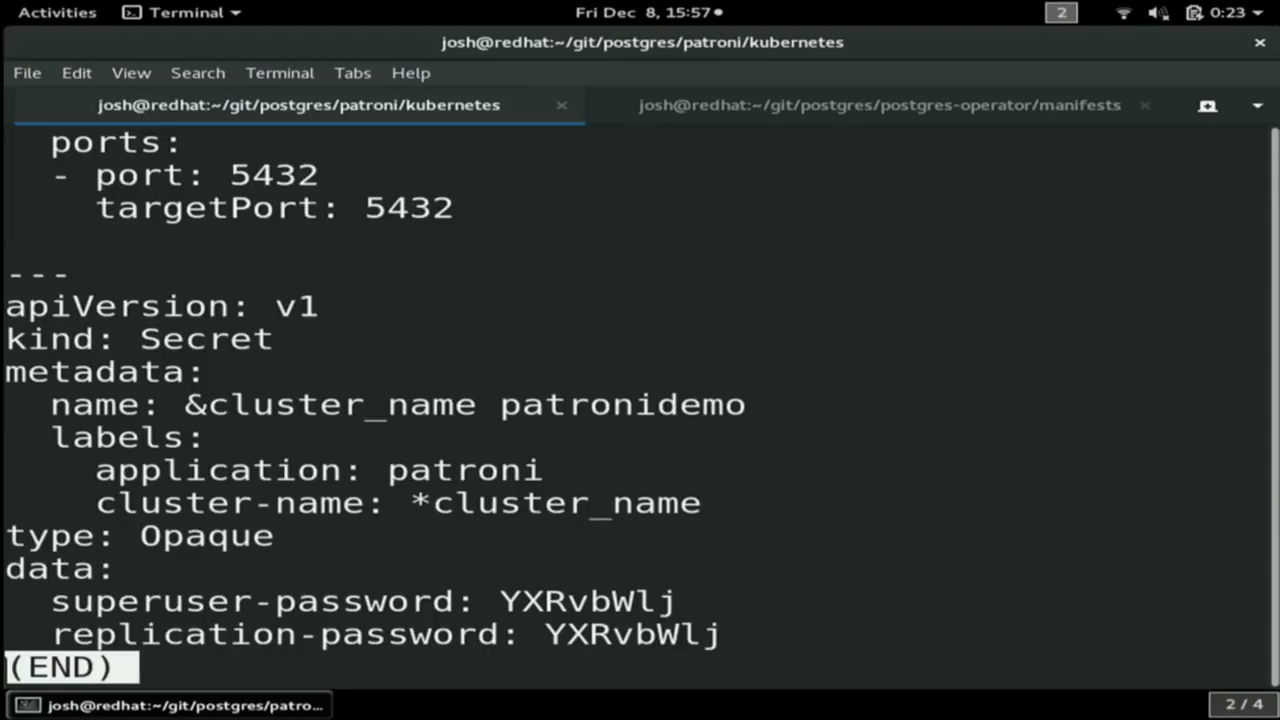 Activities Terminal Fri Dec 8, 15:57 2 0:23
josh@redhat:~/git/postgres/patroni/kubernetes ×
File Edit View Search Terminal Tabs Help
josh@redhat:~/git/postgres/patroni/kubernetes × josh@redhat:~/git/postgres/postgres-operator/manifests ×
ports:
- port: 5432
targetPort: 5432
---
apiVersion: v1
kind: Secret
metadata:
name: &cluster_name patronidemo
labels:
application: patroni
cluster-name: *cluster_name
type: Opaque
data:
superuser-password: YXRvbWlj
replication-password: YXRvbWlj
(END)
josh@redhat:~/git/postgres/patro... 2 / 4